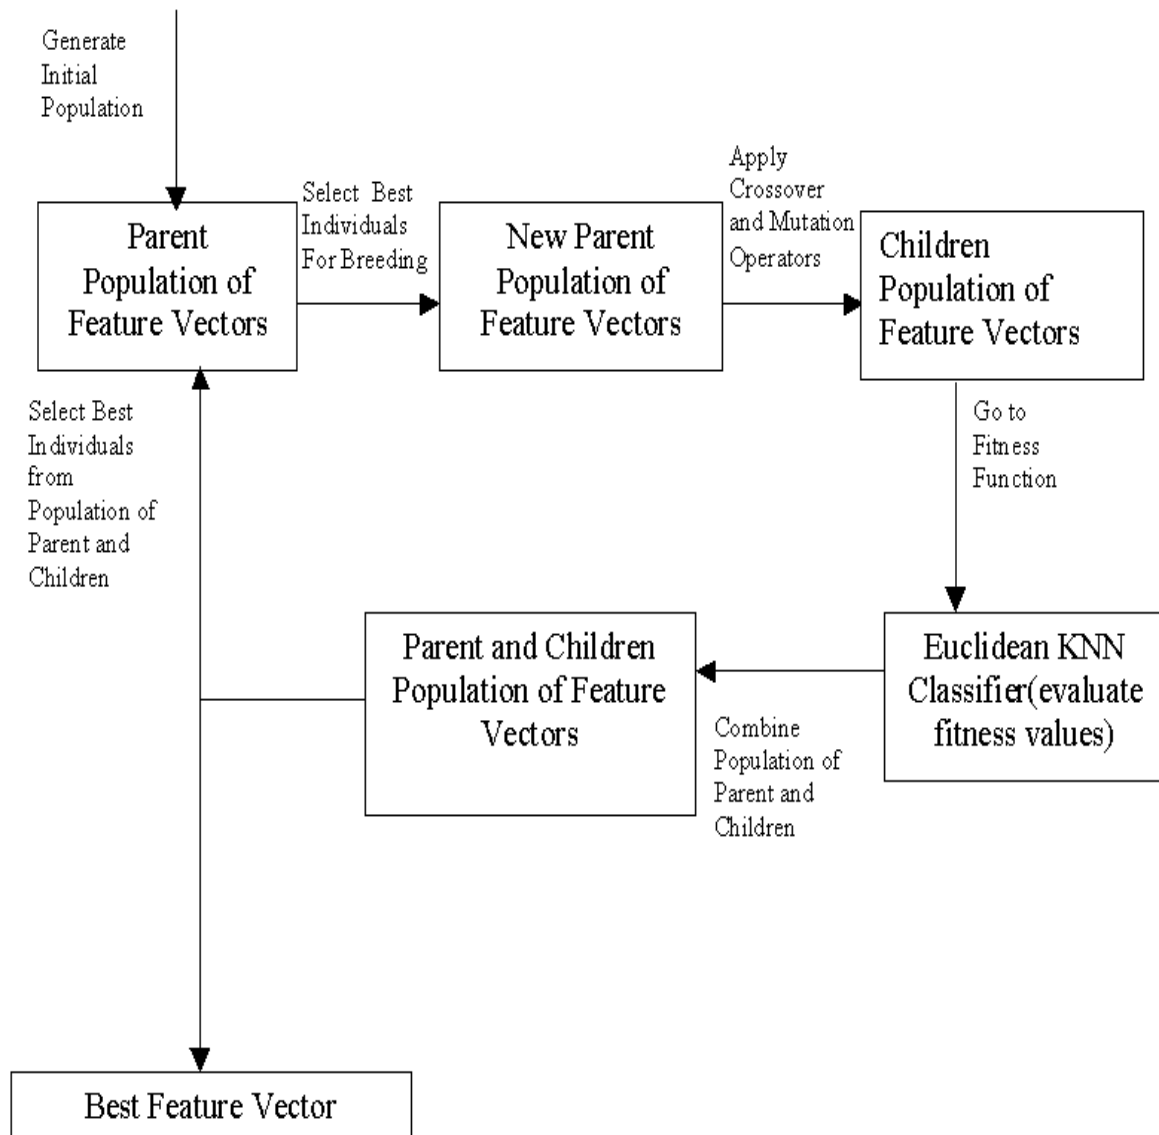 Generate
Initial
Population
Parent
Population of
Feature Vectors
Select Best
Individuals
For Breeding
New Parent
Population of
Feature Vectors
Apply
Crossover
and Mutation
Operators
Children
Population of
Feature Vectors
Go to
Fitness
Function
Euclidean KNN
Classifier(evaluate
fitness values)
Combine
Population of
Parent and
Children
Parent and Children
Population of Feature
Vectors
Select Best
Individuals
from
Population of
Parent and
Children
Best Feature Vector